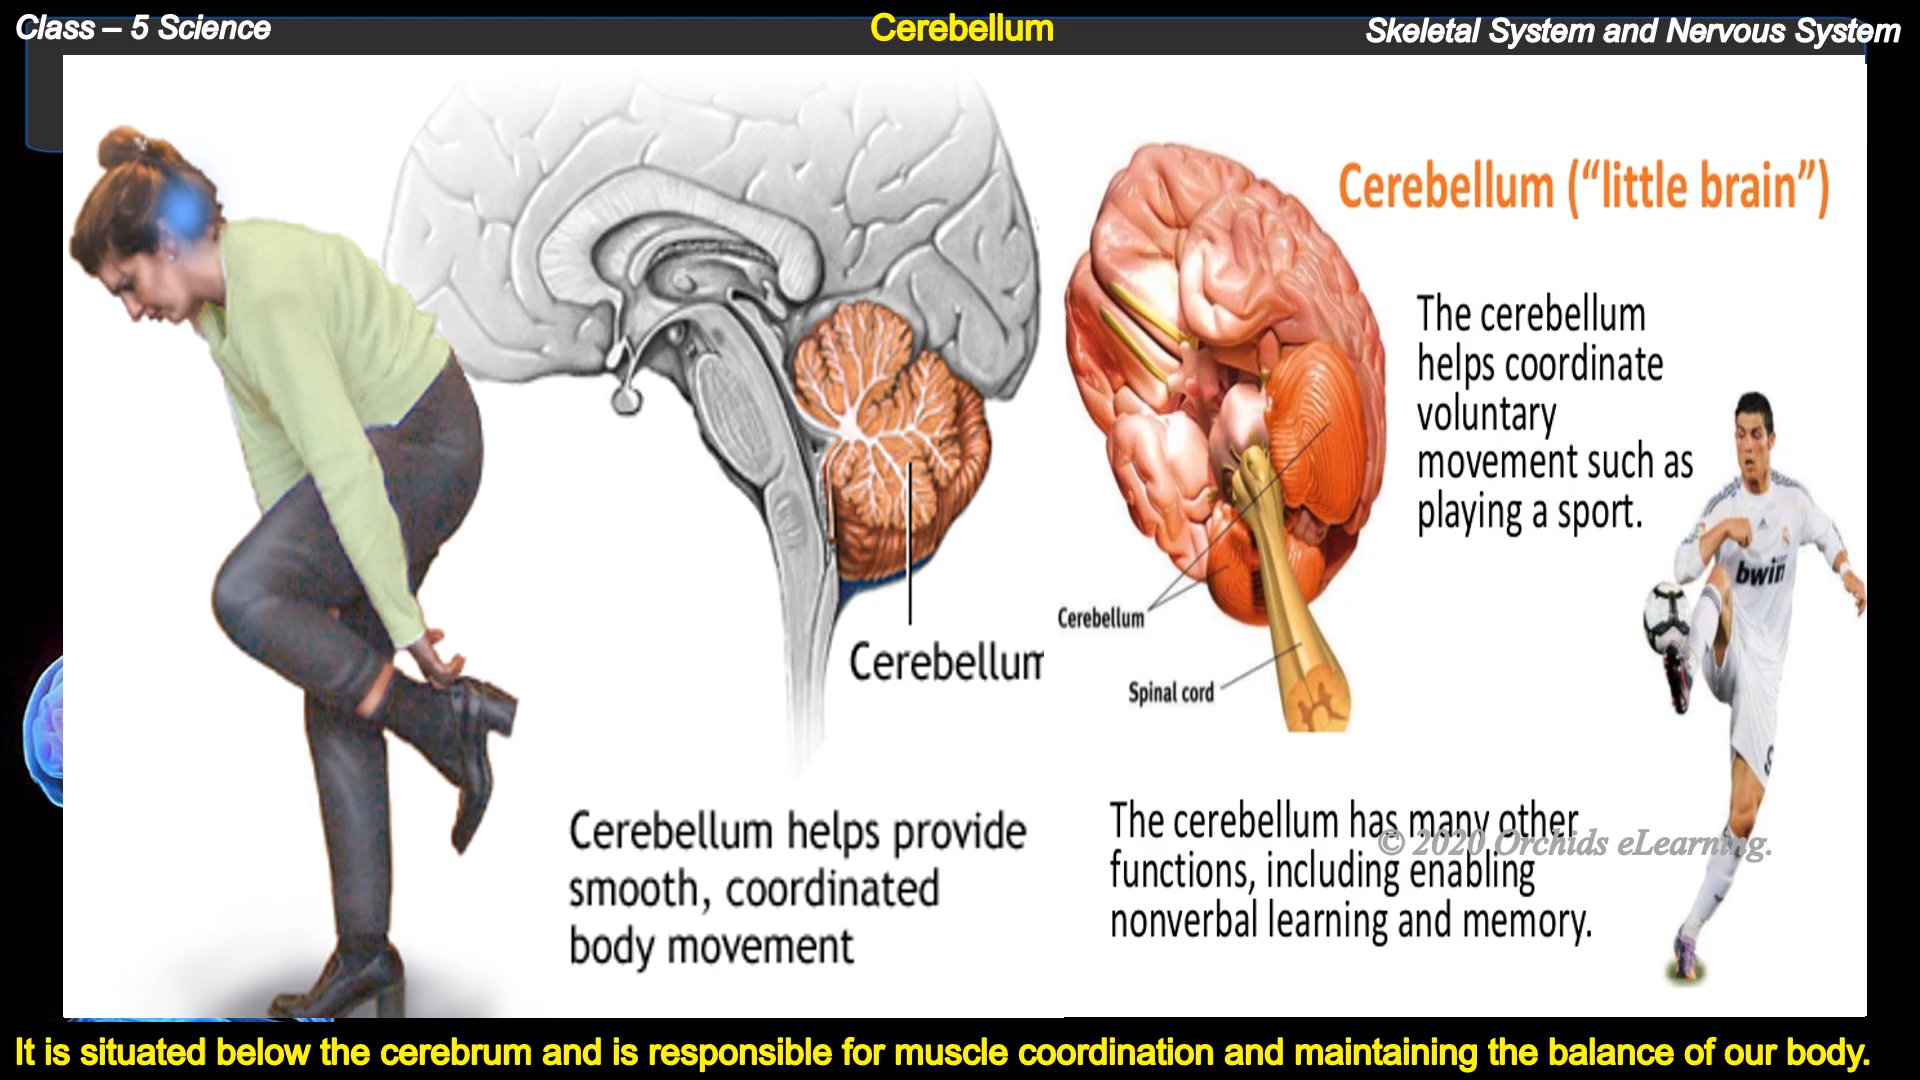 Class – 5 Science
Cerebellum
Skeletal System and Nervous System
Cerebellum
Cerebellum helps provide
smooth, coordinated
body movement
Cerebellum (“little brain”)
The cerebellum
helps coordinate
voluntary
movement such as
playing a sport.
bwin
9
Cerebellum
Spinal cord
The cerebellum has many other
functions, including enabling
nonverbal learning and memory.
© 2020 Orchids eLearning.
It is situated below the cerebrum and is responsible for muscle coordination and maintaining the balance of our body.